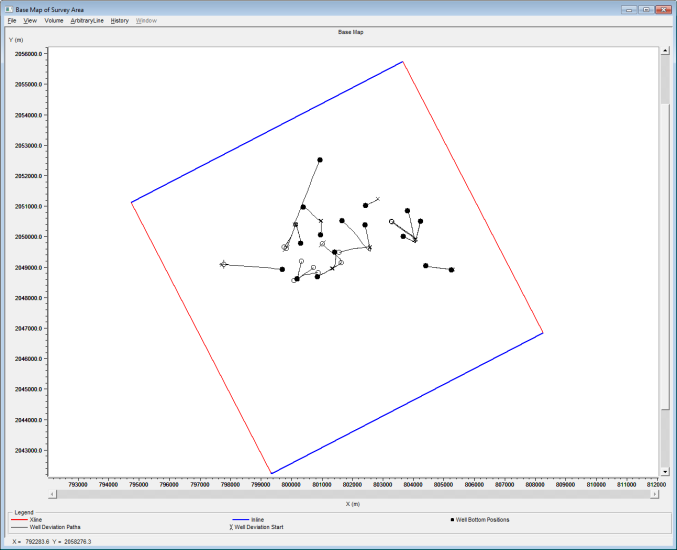 Base Map of Survey Area
File View Volume ArbitraryLine History Window
Base Map
Y (m)
2056000.0
2055000.0
2054000.0
2053000.0
2052000.0
2051000.0
2050000.0
2049000.0
2048000.0
2047000.0
2046000.0
2045000.0
2044000.0
2043000.0
793000 794000 795000 796000 797000 798000 799000 800000 801000 802000 803000 804000 805000 806000 807000 808000 809000 810000 811000 812000
X (m)
Legend
Xline Inline Well Bottom Positions
Well Deviation Paths Well Deviation Start
X = 792283.6 Y = 2058276.3